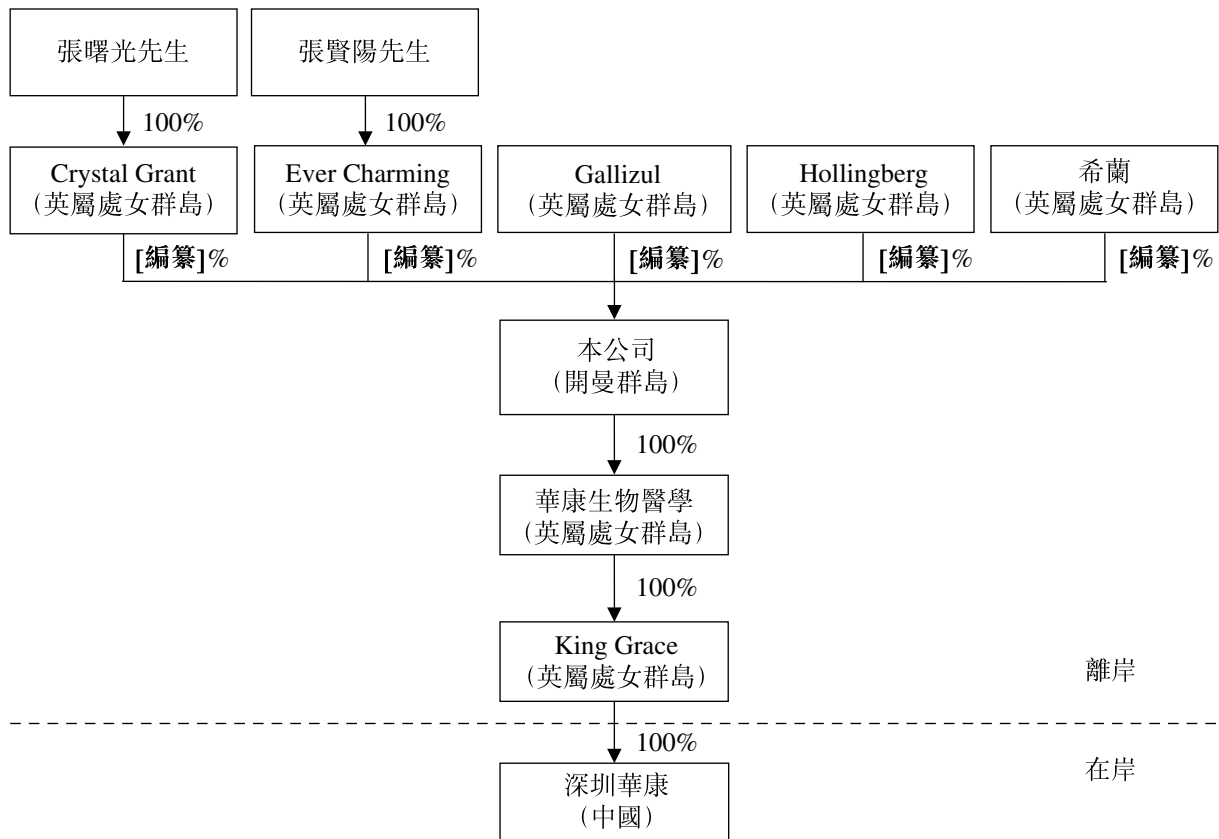 張曙光先生
張賢陽先生
100%
100%
Crystal Grant
(英屬處女群島)
Ever Charming
(英屬處女群島)
Gallizul
(英屬處女群島)
Hollingberg
(英屬處女群島)
希蘭
(英屬處女群島)
[編纂]%
[編纂]%
[編纂]%
[編纂]%
[編纂]%
本公司
(開曼群島)
100%
華康生物醫學
(英屬處女群島)
100%
King Grace
(英屬處女群島)
離岸
100%
在岸
深圳華康
(中國)